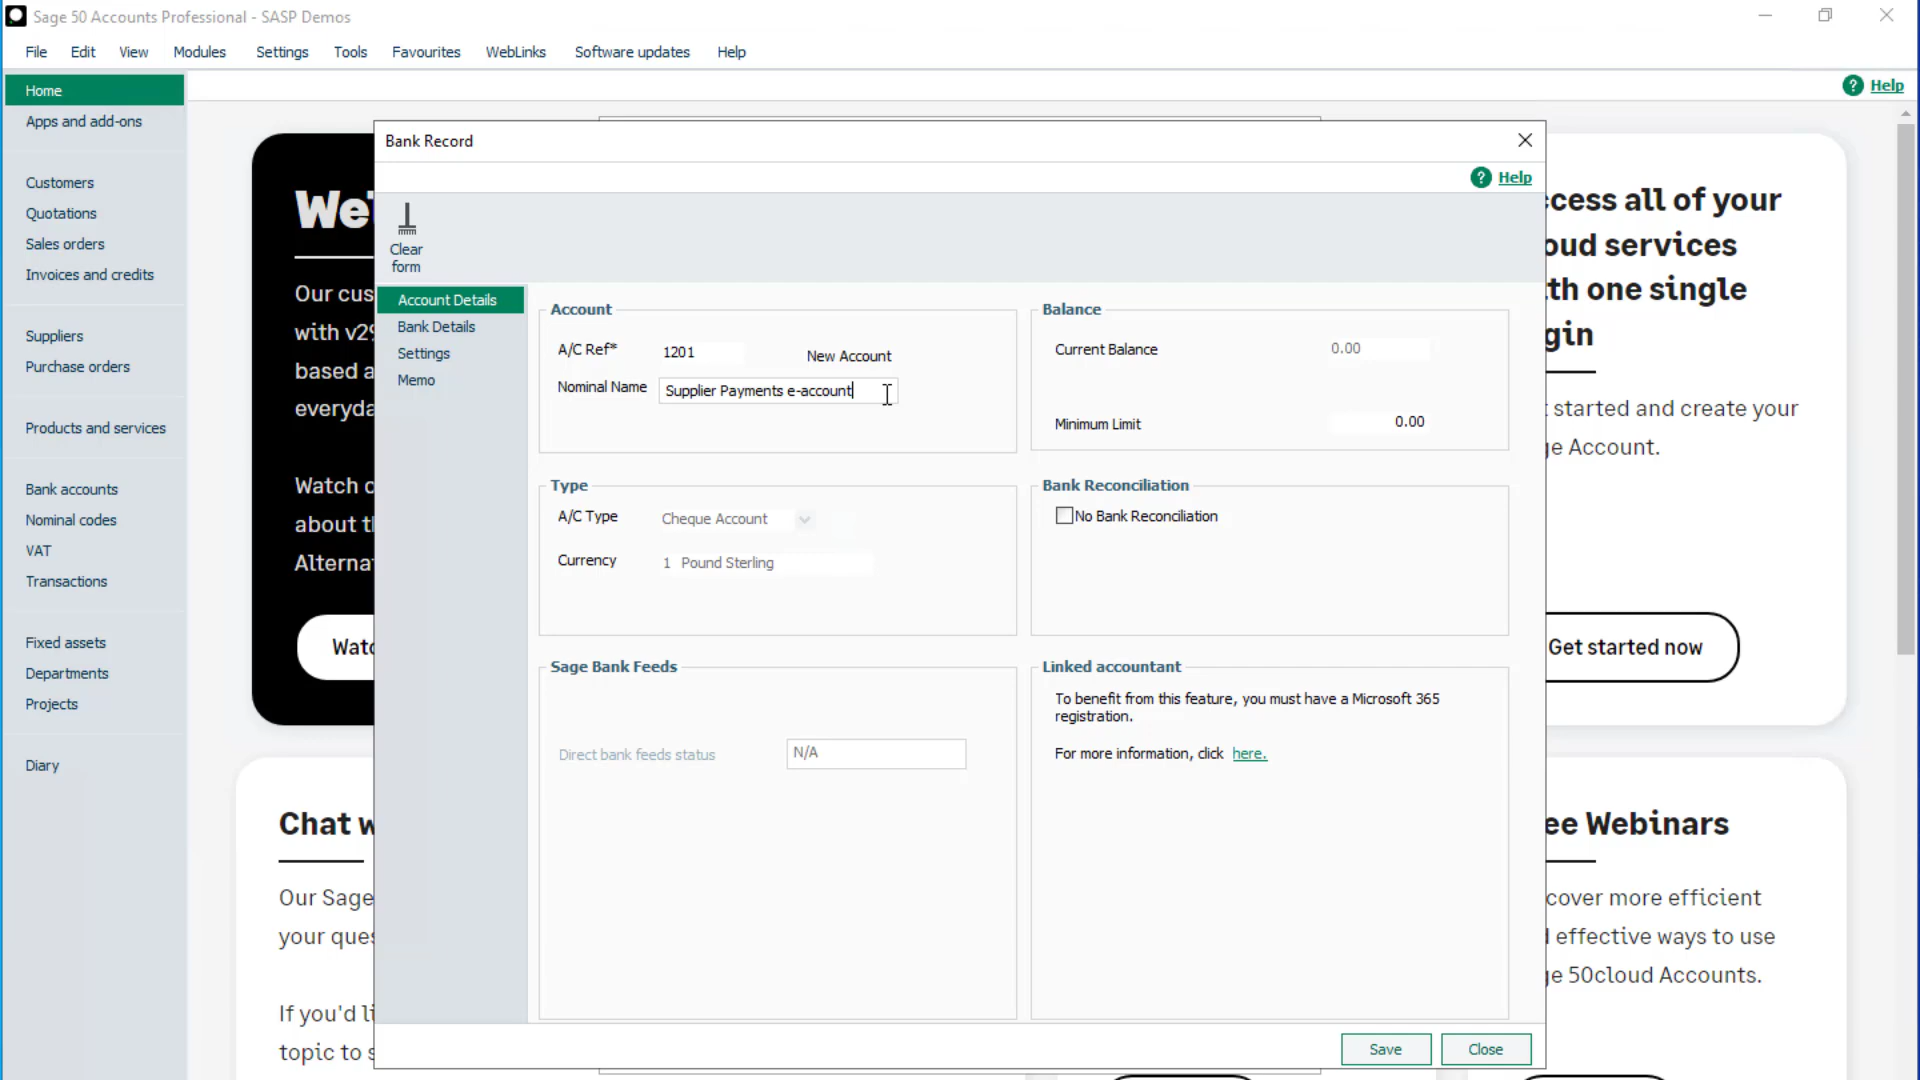 Sage 50 Accounts Professional - SASP Demos
File Edit View Modules Settings Tools Favourites WebLinks Software updates Help
Help
Home
Apps and add-ons
Customers
Quotations
Sales orders
Invoices and credits
Suppliers
Purchase orders
Products and services
Bank accounts
Nominal codes
VAT
Transactions
Fixed assets
Departments
Projects
Diary
Our cus
with v29
based a
everyda
Watch
Chat w
Our Sage
your que
If you'd li
topic to s
Bank Record
Help
Clear
form
Account Details
Bank Details
Settings
Memo
Account
A/C Ref* 1201 New Account
Nominal Name Supplier Payments e-account
Balance
Current Balance 0.00
Minimum Limit 0.00
Type
A/C Type Cheque Account
Currency 1 Pound Sterling
Bank Reconciliation
No Bank Reconciliation
Sage Bank Feeds
Direct bank feeds status N/A
Linked accountant
To benefit from this feature, you must have a Microsoft 365
registration.
For more information, click here.
Save Close
ccess all of your
oud services
th one single
gin
t started and create your
ge Account.
Get started now
ee Webinars
cover more efficient
d effective ways to use
ge 50cloud Accounts.